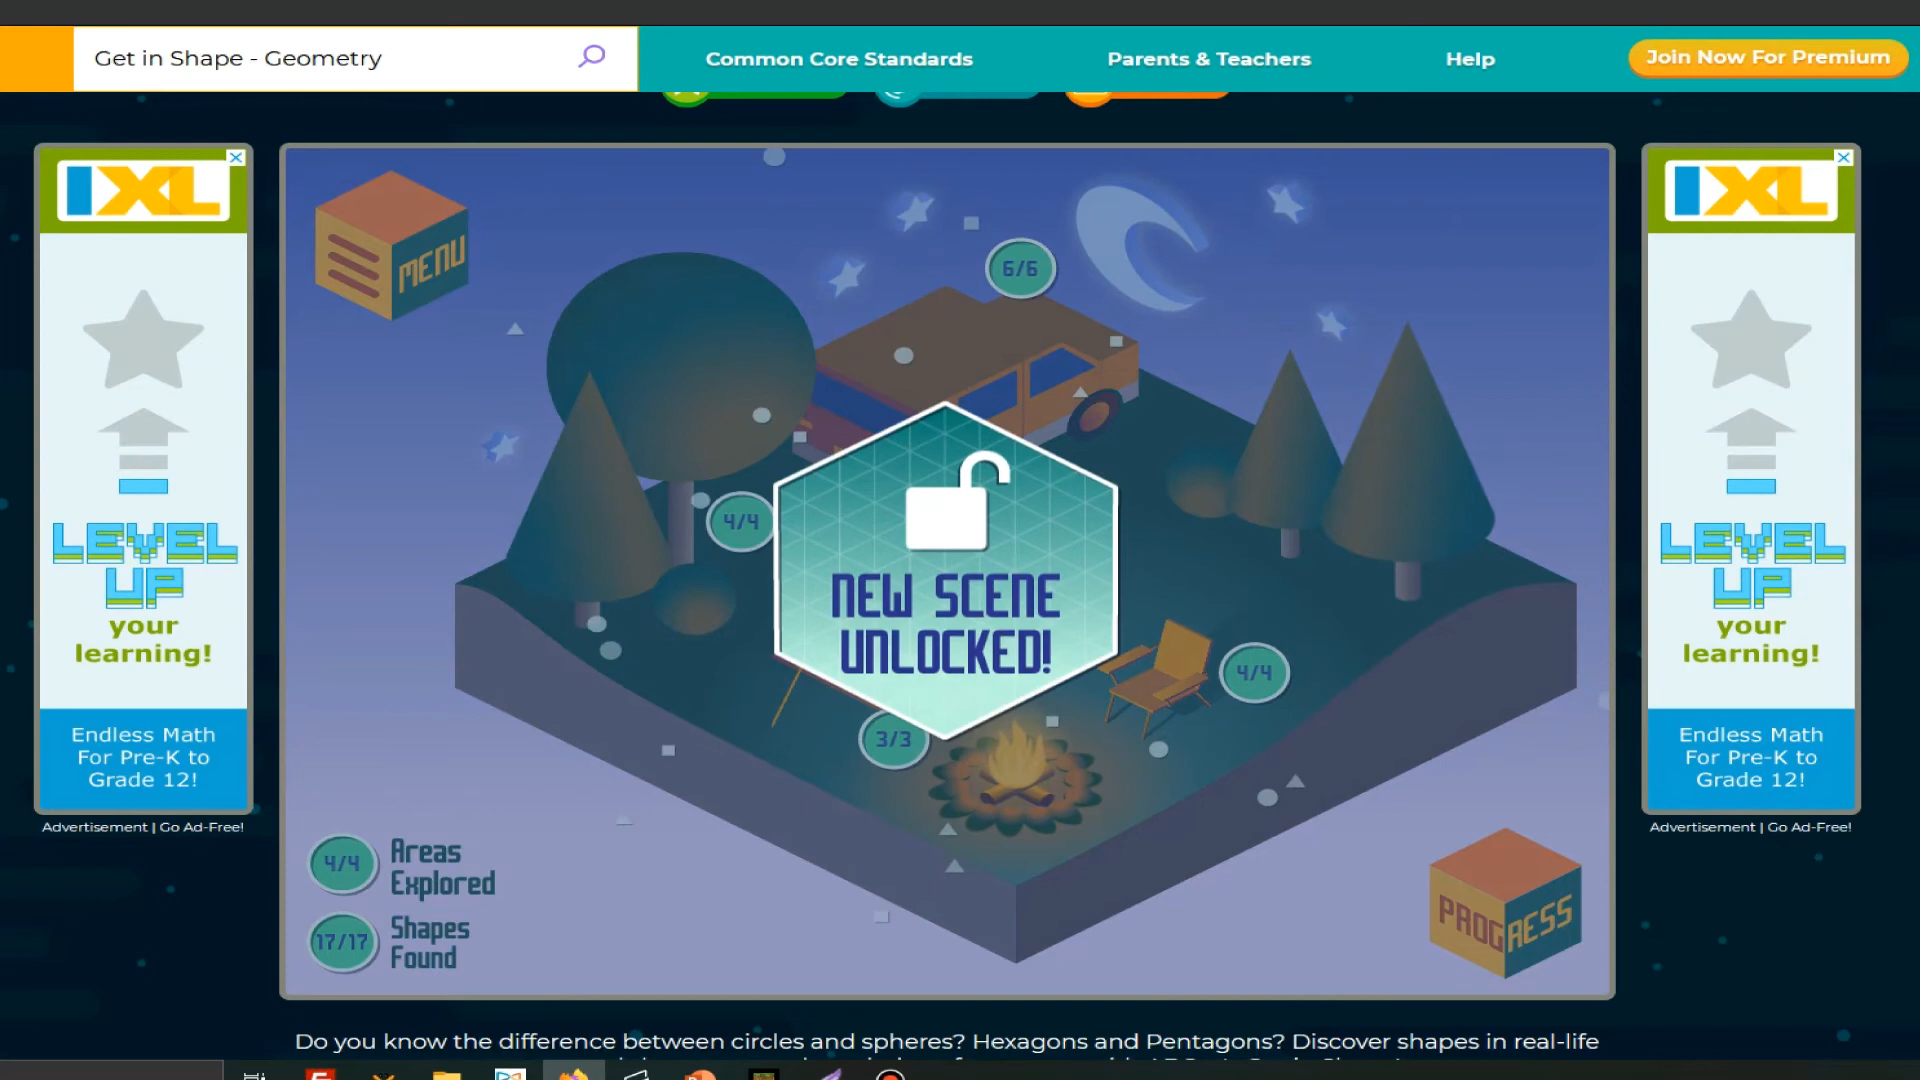 Get in Shape - Geometry
Common Core Standards
Parents & Teachers
Help
Join Now For Premium
IXL
LEVEL
UP
your
learning!
Endless Math
For Pre-K to
Grade 12!
Advertisement | Go Ad-Free!
MENU
6/6
4/4
NEW SCENE
UNLOCKED!
4/4
3/3
4/4
Areas
Explored
17/17
Shapes
Found
PROGRESS
IXL
LEVEL
UP
your
learning!
Endless Math
For Pre-K to
Grade 12!
Advertisement | Go Ad-Free!
Do you know the difference between circles and spheres? Hexagons and Pentagons? Discover shapes in real-life